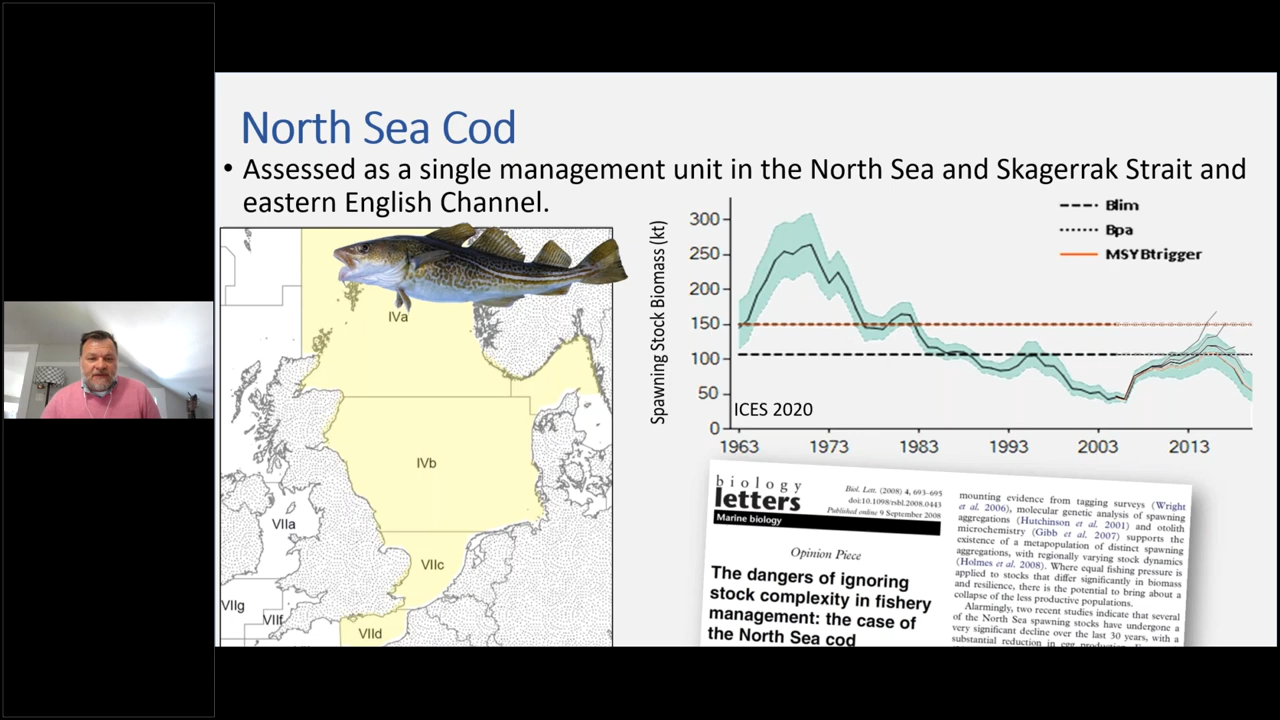 North Sea Cod
• Assessed as a single management unit in the North Sea and Skagerrak Strait and
eastern English Channel.
IVa
IVb
VIIa
VIIc
VIIg
VIIf
VIId
Spawning Stock Biomass (kt)
300
250
200
150
100
50
0
Blim
Bpa
MSYBtrigger
ICES 2020
1963 1973 1983 1993 2003 2013
biology
letters
Marine biology
Biol. Lett. (2008) 4, 693–695
doi:10.1098/rsbl.2008.0443
Published online 9 September 2008
Opinion Piece
The dangers of ignoring
stock complexity in fishery
management: the case of
the North Sea cod
mounting evidence from tagging surveys (Wright
et al. 2006), molecular genetic analysis of spawning
aggregations (Hutchinson et al. 2001) and otolith
microchemistry (Gibb et al. 2007) supports the
existence of a metapopulation of distinct spawning
aggregations, with regionally varying stock dynamics
(Holmes et al. 2008). Where equal fishing pressure is
applied to stocks that differ significantly in biomass
and resilience, there is the potential to bring about a
collapse of the less productive populations.
Alarmingly, two recent studies indicate that several
of the North Sea spawning stocks have undergone a
very significant decline over the last 30 years, with a
substantial reduction in egg production.